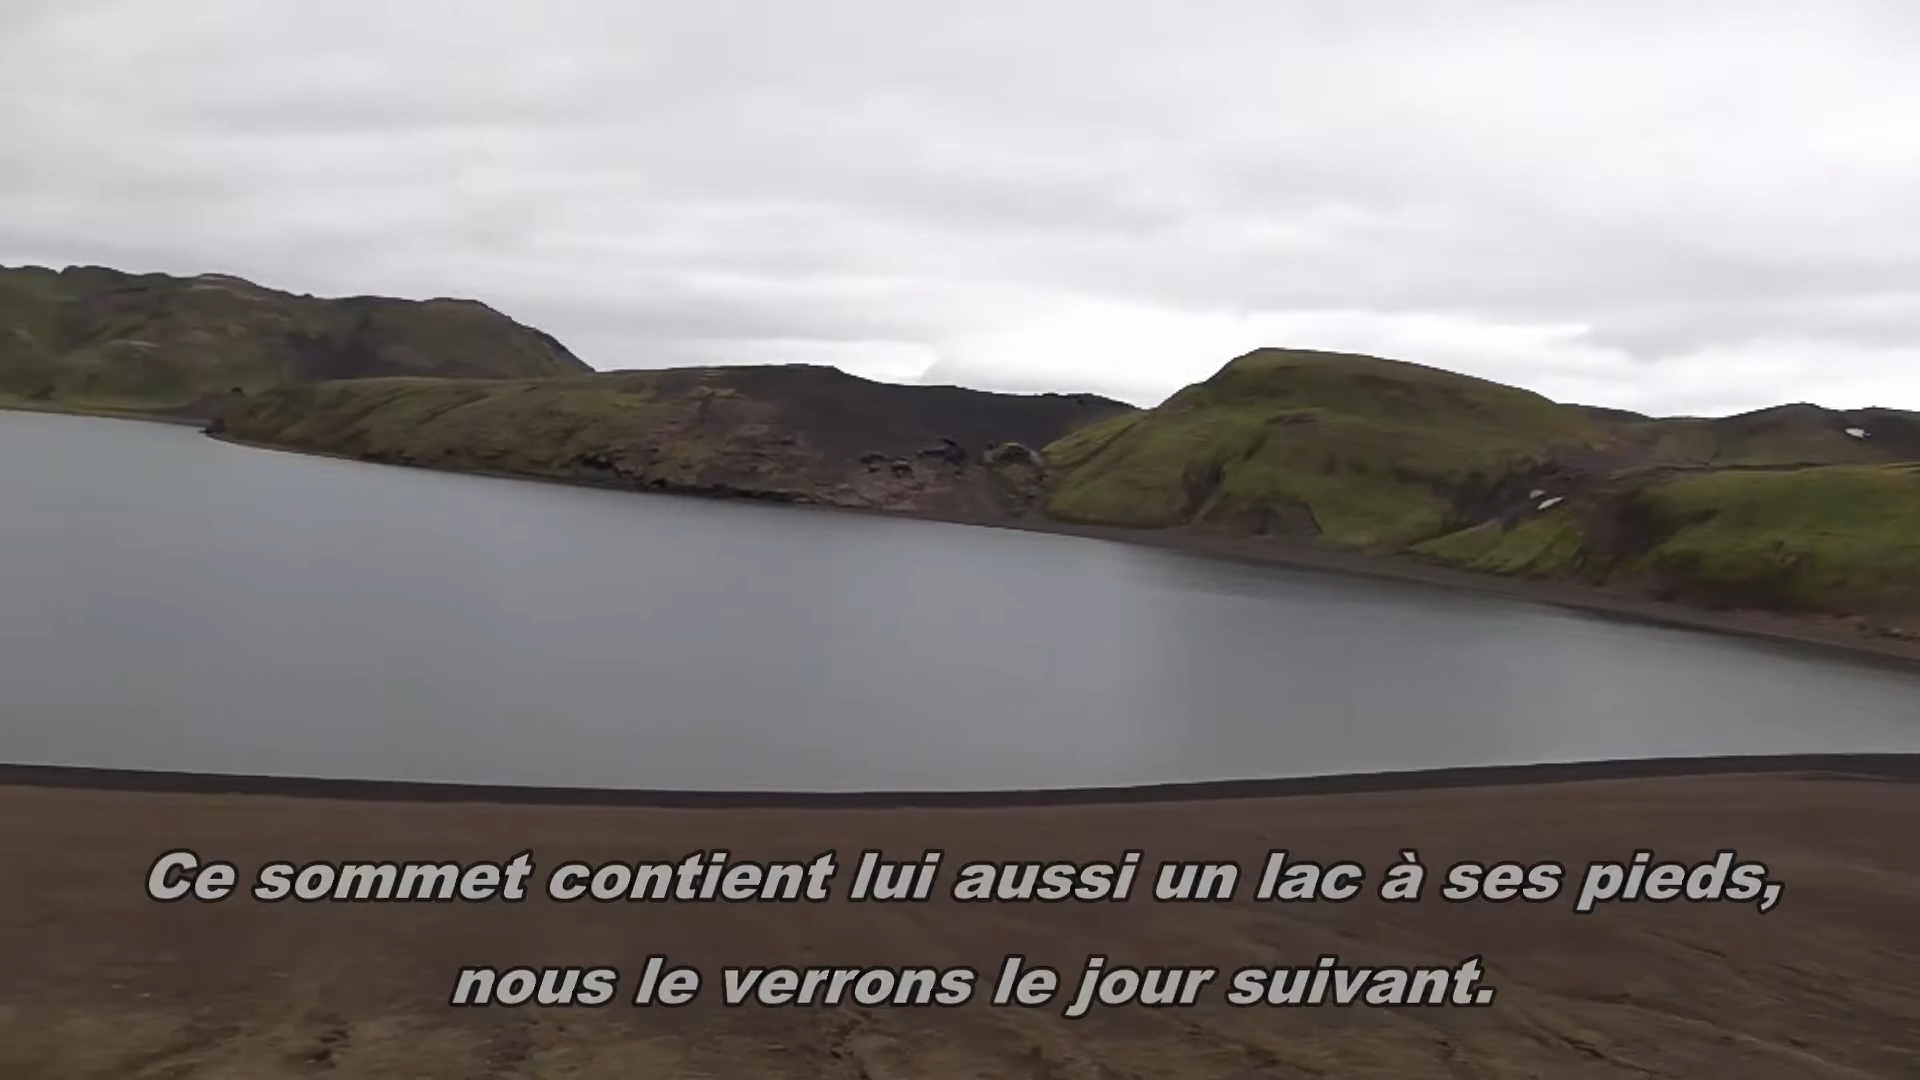 Ce sommet contient lui aussi un lac à ses pieds,
nous le verrons le jour suivant.